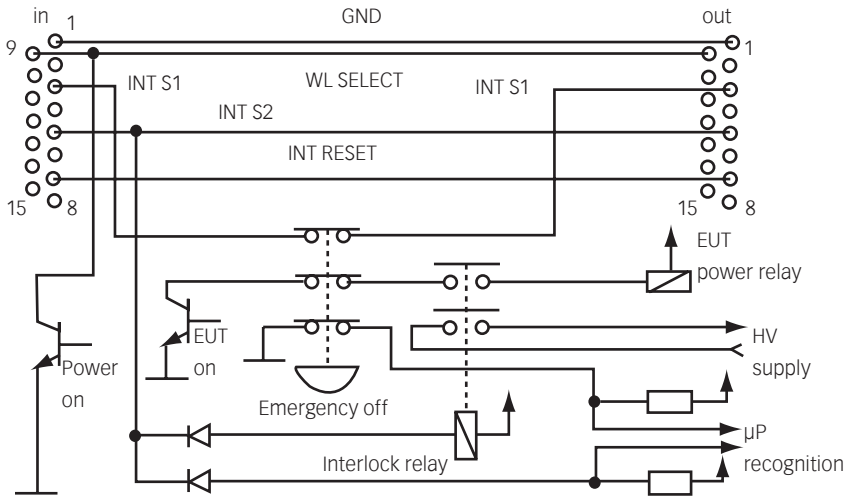 in
1
GND
out
9
1
INT S1
WL SELECT
INT S1
INT S2
INT RESET
15
8
15
8
EUT
power relay
EUT
on
HV
supply
Power
on
Emergency off
µP
Interlock relay
recognition